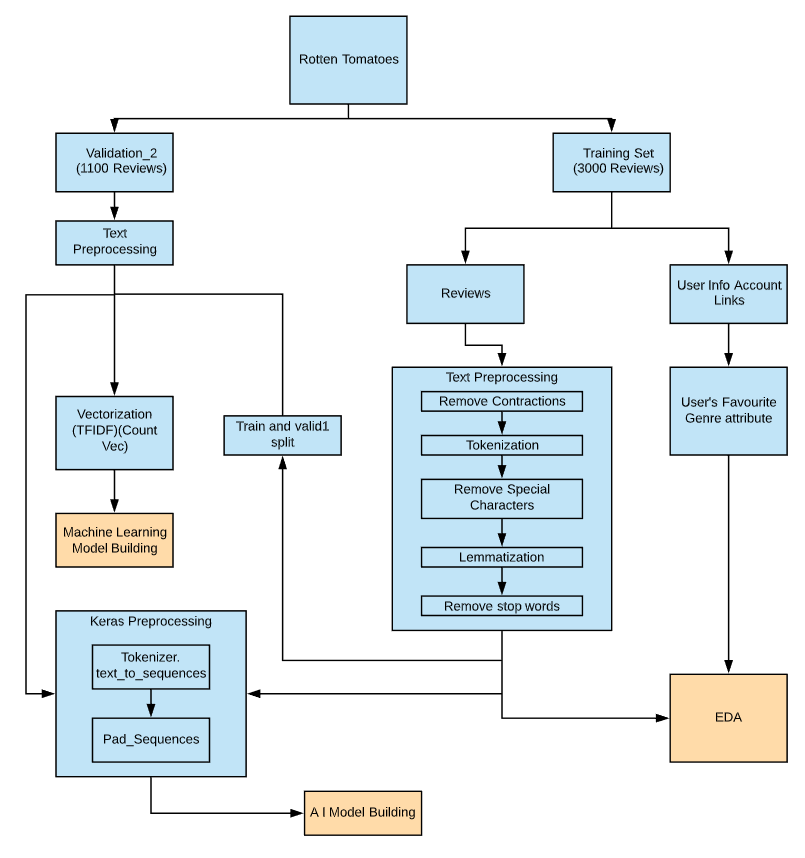 Rotten Tomatoes
Validation_2
(1100 Reviews)
Training Set
(3000 Reviews)
Text
Preprocessing
Reviews
User Info Account
Links
Text Preprocessing
Remove Contractions
Tokenization
Remove Special
Characters
Lemmatization
Remove stop words
User's Favourite
Genre attribute
Vectorization
(TFIDF)(Count
Vec)
Train and valid1
split
Machine Learning
Model Building
Keras Preprocessing
Tokenizer.
text_to_sequences
Pad_Sequences
EDA
A I Model Building